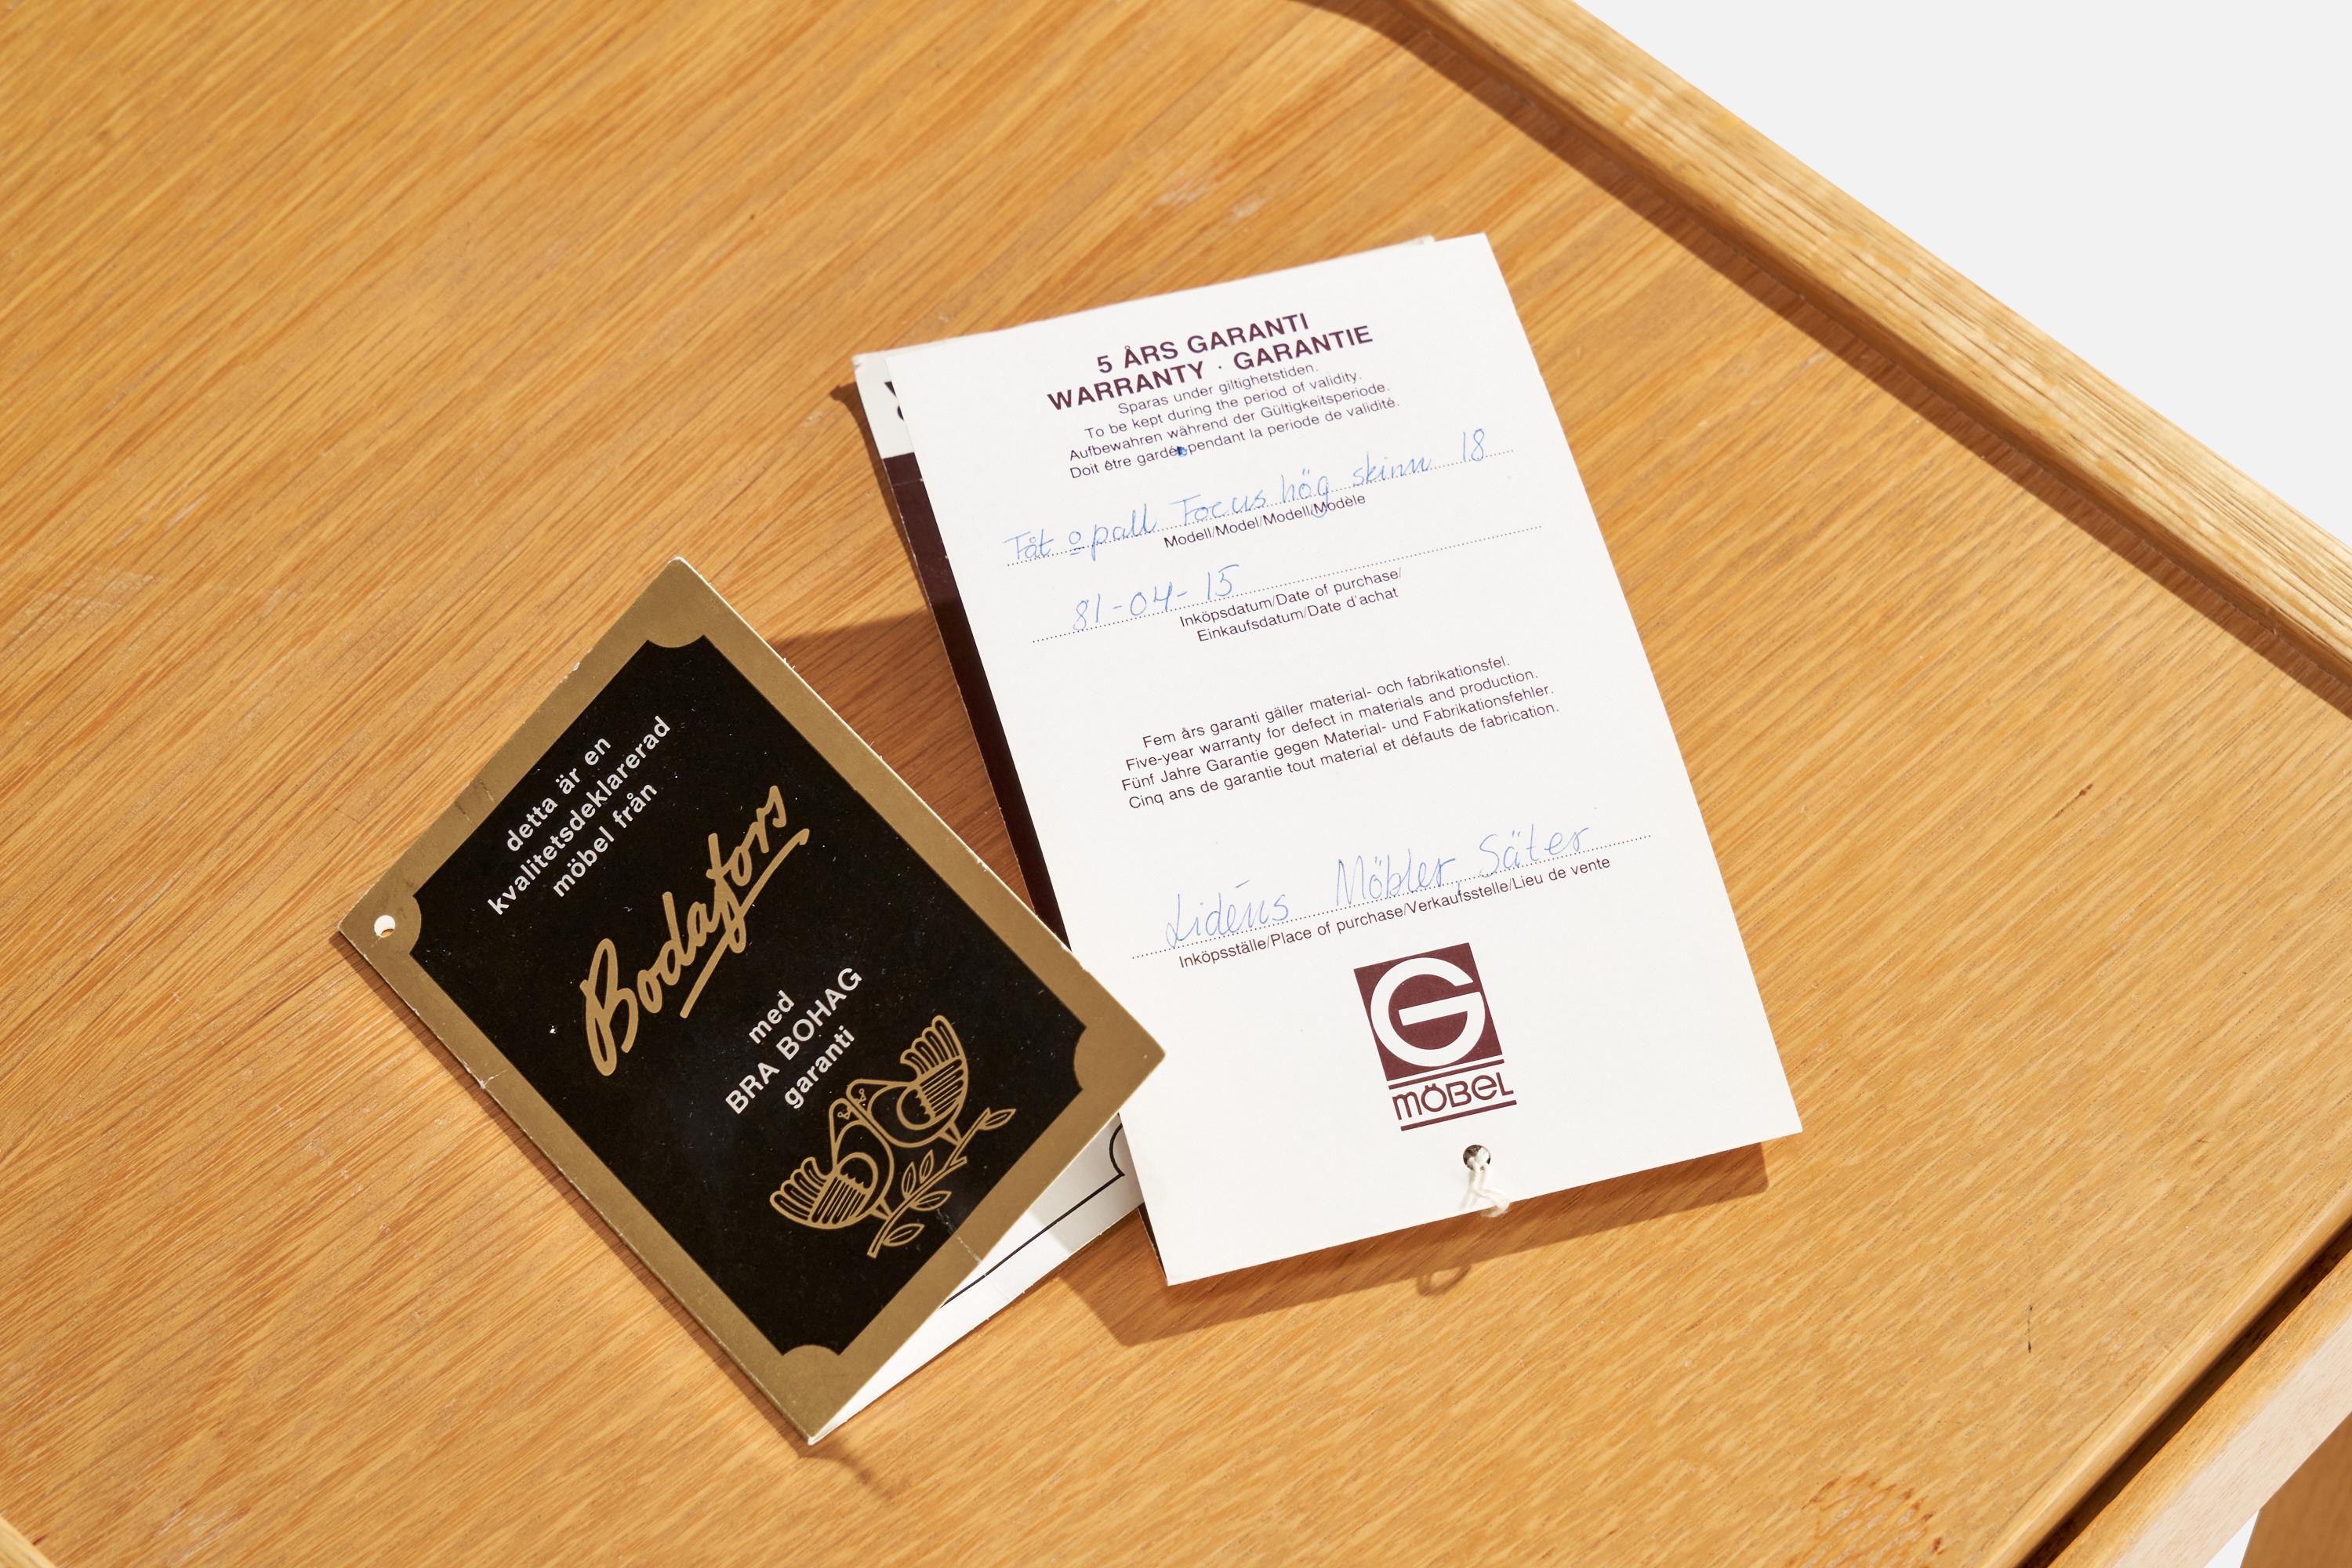 detta är en
kvalitetsdeklarerad
möbel från
Bodafors
med
BRA BOHAG
garanti
5 ÅRS GARANTI
WARRANTY · GARANTIE
Sparas under giltighetstiden.
To be kept during the period of validity.
Aufbewahren während der Gültigkeitsperiode.
Doit être gardé pendant la periode de validité.
Fåt o pall Focus hög skinn 18
Modell/Model/Modell/Modèle
81-04-15
Inköpsdatum/Date of purchase/
Einkaufsdatum/Date d'achat
Fem års garanti gäller material- och fabrikationsfel.
Five-year warranty for defect in materials and production.
Fünf Jahre Garantie gegen Material- und Fabrikationsfehler.
Cinq ans de garantie tout material et défauts de fabrication.
Lidéns Möbler, Säter
Inköpsställe/Place of purchase/Verkaufsstelle/Lieu de vente
G
MÖBEL